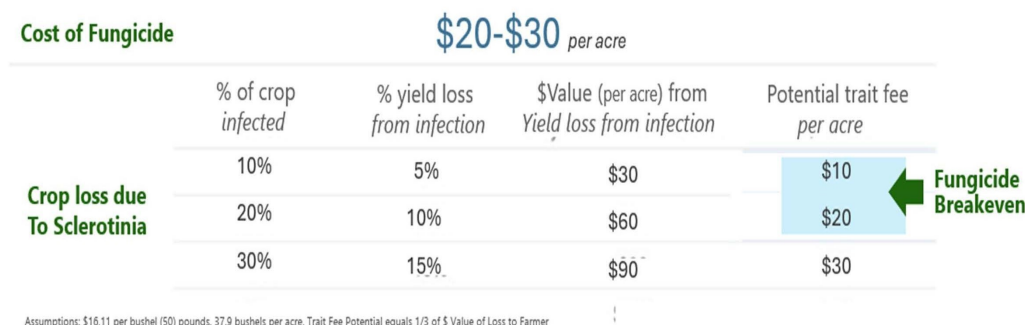 Cost of Fungicide
$20-$30 per acre
% of crop
infected
% yield loss
from infection
$Value (per acre) from
Yield loss from infection
Potential trait fee
per acre
Crop loss due
To Sclerotinia
10% 5% $30 $10
20% 10% $60 $20
30% 15% $90 $30
Fungicide
Breakeven
Assumptions: $16.11 per bushel (50) pounds, 37.9 bushels per acre, Trait Fee Potential equals 1/3 of $ Value of Loss to Farmer